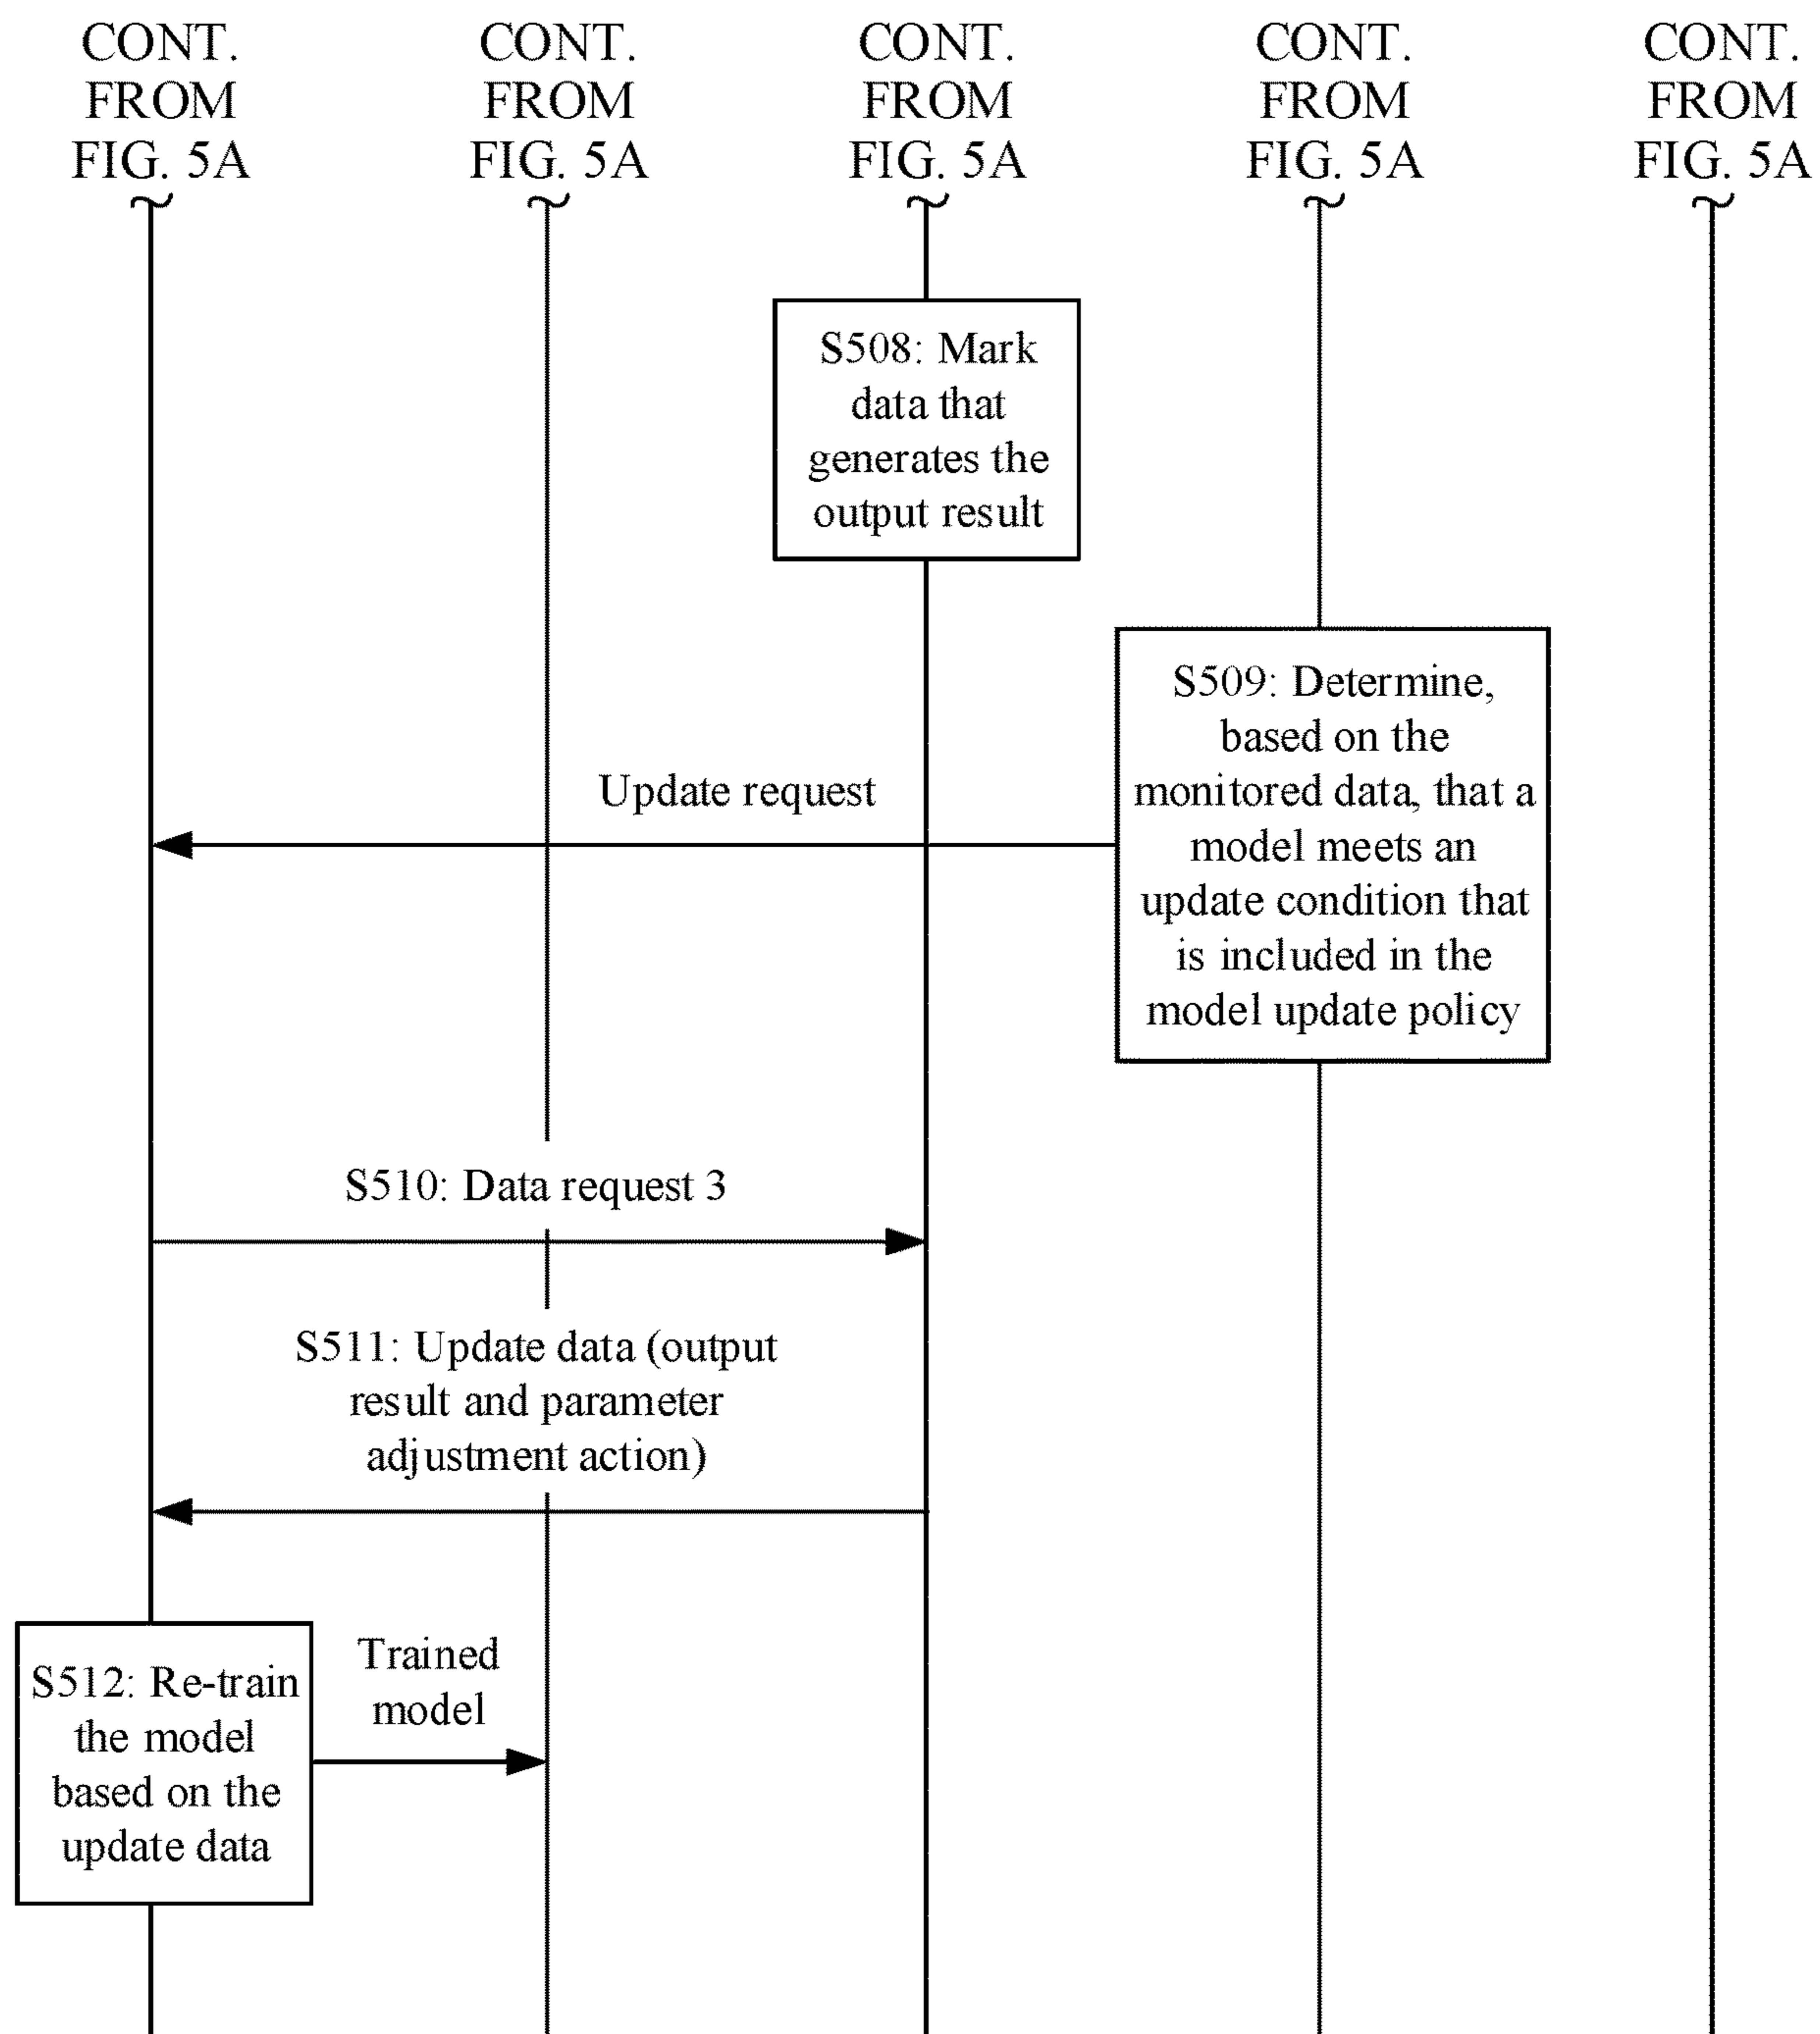 CONT.
FROM
FIG. 5A
CONT.
FROM
FIG. 5A
CONT.
FROM
FIG. 5A
CONT.
FROM
FIG. 5A
CONT.
FROM
FIG. 5A
S508: Mark
data that
generates the
output result
S509: Determine,
based on the
monitored data, that a
model meets an
update condition that
is included in the
model update policy
Update request
S510: Data request 3
S511: Update data (output
result and parameter
adjustment action)
S512: Re-train
the model
based on the
update data
Trained
model